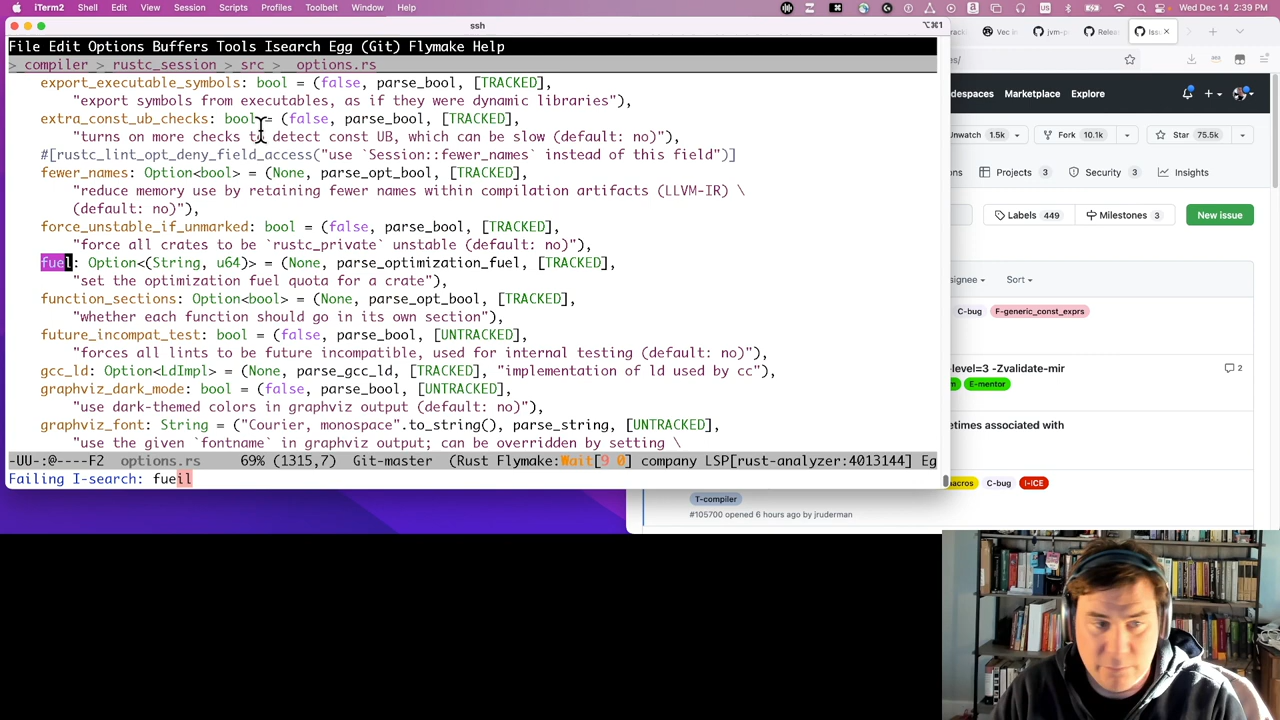 iTerm2 Shell Edit View Session Scripts Profiles Toolbelt Window Help Wed Dec 14 2:39 PM
ssh ⌥⌘1
Vec in jvm-p Relea Issu
File Edit Options Buffers Tools Isearch Egg (Git) Flymake Help
> compiler > rustc_session > src > options.rs
export_executable_symbols: bool = (false, parse_bool, [TRACKED],
"export symbols from executables, as if they were dynamic libraries"),
extra_const_ub_checks: bool = (false, parse_bool, [TRACKED],
"turns on more checks to detect const UB, which can be slow (default: no)"),
#[rustc_lint_opt_deny_field_access("use `Session::fewer_names` instead of this field")]
fewer_names: Option<bool> = (None, parse_opt_bool, [TRACKED],
"reduce memory use by retaining fewer names within compilation artifacts (LLVM-IR) \
(default: no)"),
force_unstable_if_unmarked: bool = (false, parse_bool, [TRACKED],
"force all crates to be `rustc_private` unstable (default: no)"),
fuel: Option<(String, u64)> = (None, parse_optimization_fuel, [TRACKED],
"set the optimization fuel quota for a crate"),
function_sections: Option<bool> = (None, parse_opt_bool, [TRACKED],
"whether each function should go in its own section"),
future_incompat_test: bool = (false, parse_bool, [UNTRACKED],
"forces all lints to be future incompatible, used for internal testing (default: no)"),
gcc_ld: Option<LdImpl> = (None, parse_gcc_ld, [TRACKED], "implementation of ld used by cc"),
graphviz_dark_mode: bool = (false, parse_bool, [UNTRACKED],
"use dark-themed colors in graphviz output (default: no)"),
graphviz_font: String = ("Courier, monospace".to_string(), parse_string, [UNTRACKED],
"use the given `fontname` in graphviz output; can be overridden by setting \
-UU-:@----F2 options.rs 69% (1315,7) Git-master (Rust Flymake:Wait[9 0] company LSP[rust-analyzer:4013144] Eg
Failing I-search: fueil
es/
despaces Marketplace Explore
Unwatch 1.5k Fork 10.1k Star 75.5k
ons Projects 3 Security 3 Insights
Labels 449 Milestones 3 New issue
signee Sort
C-bug F-generic_const_exprs
-level=3 -Zvalidate-mir 2
m E-mentor
etimes associated with
nacros C-bug I-ICE
T-compiler
#105700 opened 6 hours ago by jruderman